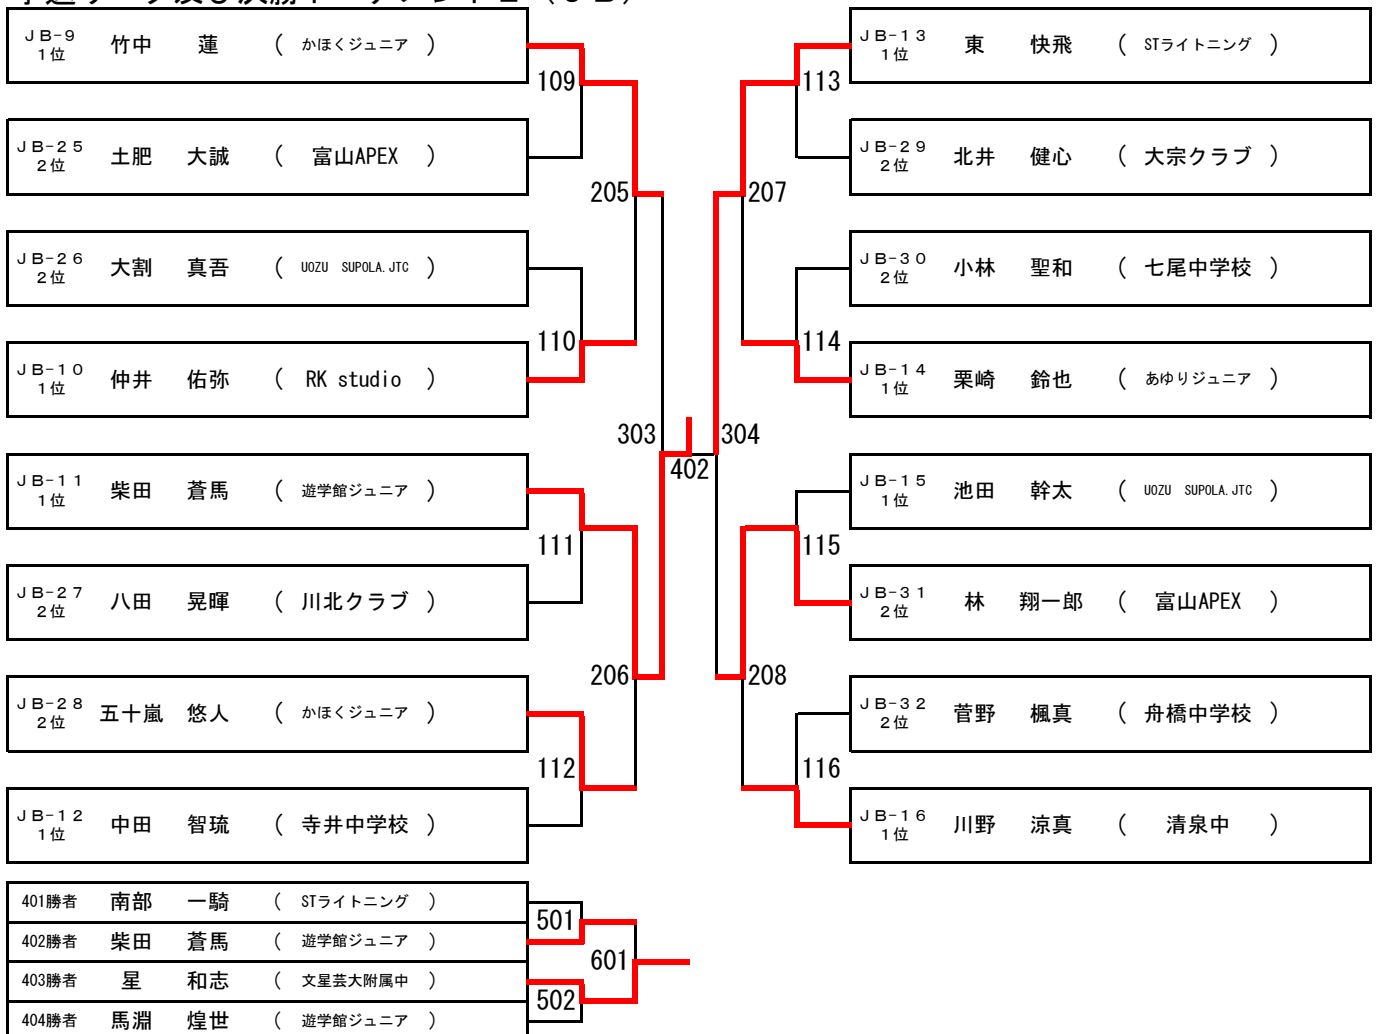 ＪＢ-９ 1位 竹中 蓮 （ かほくジュニア ）
109
ＪＢ-２５ 2位 土肥 大誠 （ 富山APEX ）
205
ＪＢ-２６ 2位 大割 真吾 （ UOZU SUPOLA.JTC ）
110
ＪＢ-１０ 1位 仲井 佑弥 （ RK studio ）
303
ＪＢ-１１ 1位 柴田 蒼馬 （ 遊学館ジュニア ）
111
ＪＢ-２７ 2位 八田 晃暉 （ 川北クラブ ）
206
ＪＢ-２８ 2位 五十嵐 悠人 （ かほくジュニア ）
112
ＪＢ-１２ 1位 中田 智琉 （ 寺井中学校 ）
402
ＪＢ-１３ 1位 東 快飛 （ STライトニング ）
113
ＪＢ-２９ 2位 北井 健心 （ 大宗クラブ ）
207
ＪＢ-３０ 2位 小林 聖和 （ 七尾中学校 ）
114
ＪＢ-１４ 1位 栗崎 鈴也 （ あゆりジュニア ）
304
ＪＢ-１５ 1位 池田 幹太 （ UOZU SUPOLA.JTC ）
115
ＪＢ-３１ 2位 林 翔一郎 （ 富山APEX ）
208
ＪＢ-３２ 2位 菅野 楓真 （ 舟橋中学校 ）
116
ＪＢ-１６ 1位 川野 涼真 （ 清泉中 ）
401勝者 南部 一騎 （ STライトニング ）
501
402勝者 柴田 蒼馬 （ 遊学館ジュニア ）
601
403勝者 星 和志 （ 文星芸大附属中 ）
502
404勝者 馬淵 煌世 （ 遊学館ジュニア ）